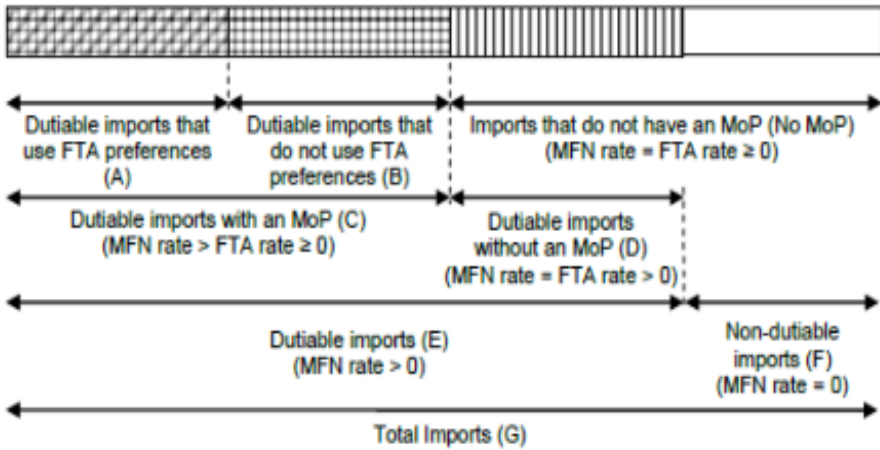 Dutiable imports that
use FTA preferences
(A)
Dutiable imports that
do not use FTA
preferences (B)
Imports that do not have an MoP (No MoP)
(MFN rate = FTA rate ≥ 0)
Dutiable imports with an MoP (C)
(MFN rate > FTA rate ≥ 0)
Dutiable imports
without an MoP (D)
(MFN rate = FTA rate > 0)
Dutiable imports (E)
(MFN rate > 0)
Non-dutiable
imports (F)
(MFN rate = 0)
Total Imports (G)